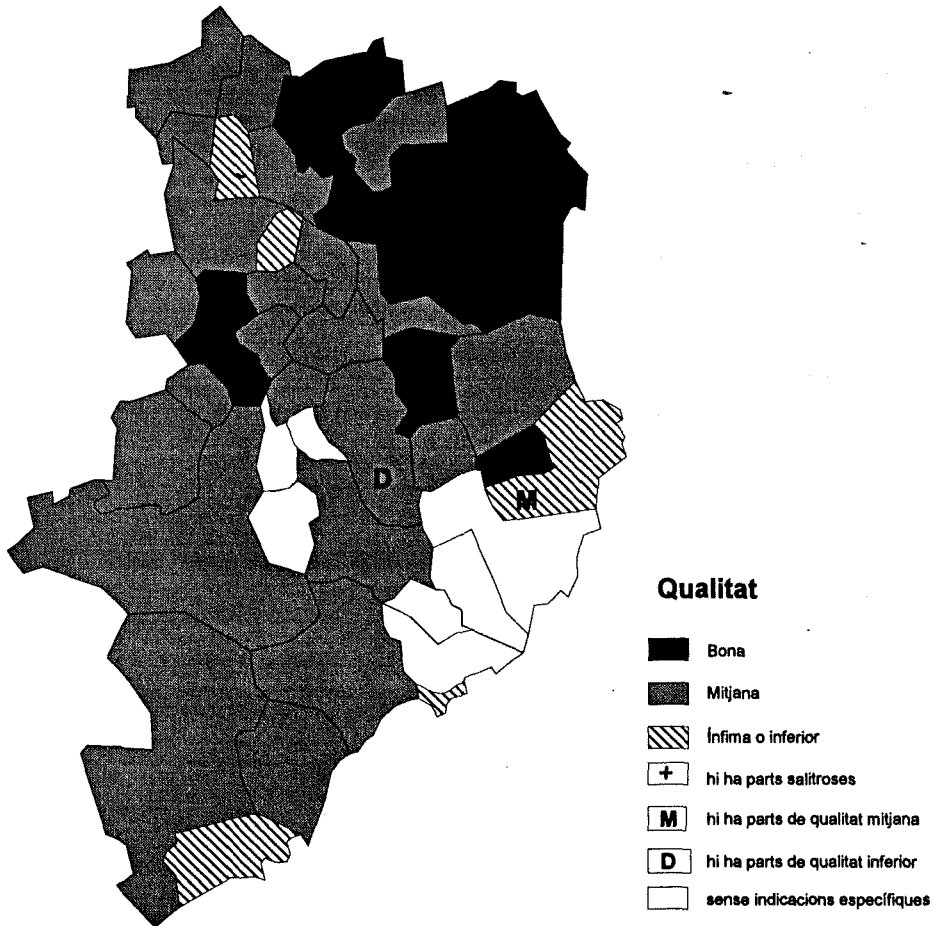 D
M
Qualitat
Bona
Mitjana
Ínfima o inferior
+ hi ha parts salitroses
M hi ha parts de qualitat mitjana
D hi ha parts de qualitat inferior
sense indicacions específiques